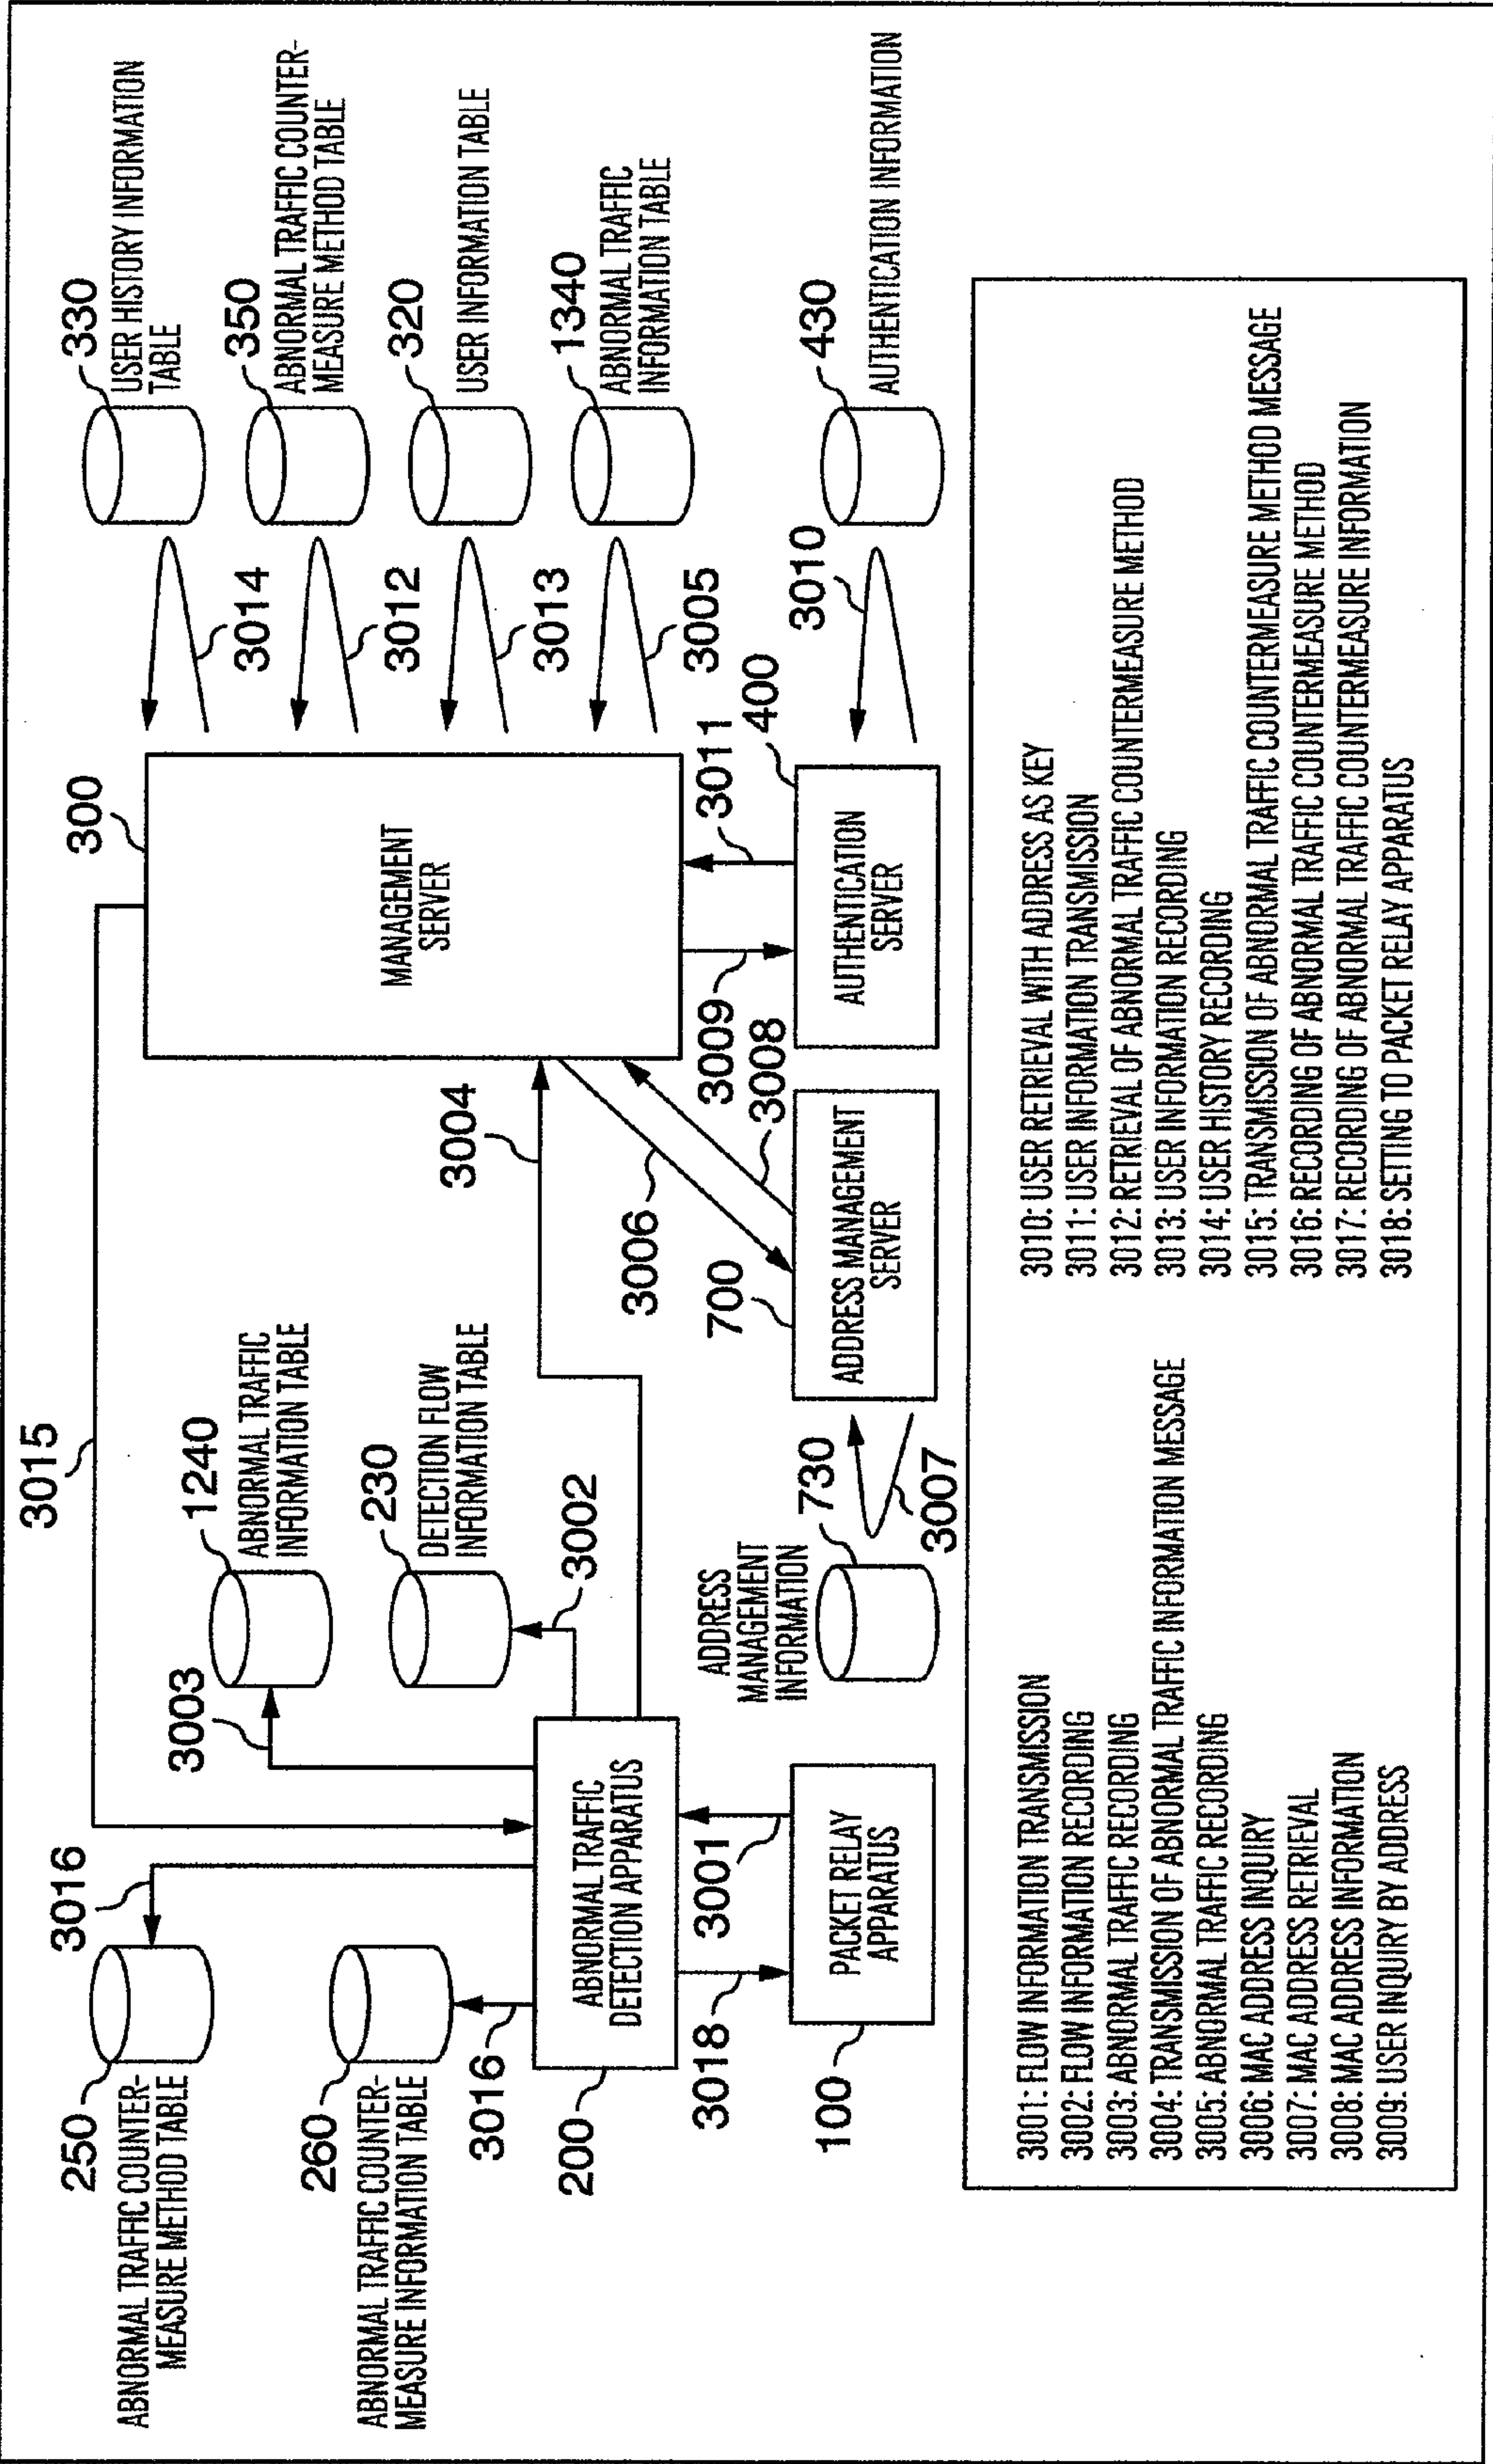 3015
3016
250
ABNORMAL TRAFFIC COUNTER-
MEASURE METHOD TABLE
3003
1240
ABNORMAL TRAFFIC
INFORMATION TABLE
300
MANAGEMENT
SERVER
330
USER HISTORY INFORMATION
TABLE
3014
350
ABNORMAL TRAFFIC COUNTER-
MEASURE METHOD TABLE
3012
320
USER INFORMATION TABLE
3013
1340
ABNORMAL TRAFFIC
INFORMATION TABLE
3005
260
ABNORMAL TRAFFIC COUNTER-
MEASURE INFORMATION TABLE
3016
230
DETECTION FLOW
INFORMATION TABLE
3002
3004
200
ABNORMAL TRAFFIC
DETECTION APPARATUS
3018
3001
100
PACKET RELAY
APPARATUS
ADDRESS
MANAGEMENT
INFORMATION
730
3007
3006
3008
700
ADDRESS MANAGEMENT
SERVER
3009
3011
400
AUTHENTICATION
SERVER
3010
430
AUTHENTICATION INFORMATION
3001: FLOW INFORMATION TRANSMISSION
3002: FLOW INFORMATION RECORDING
3003: ABNORMAL TRAFFIC RECORDING
3004: TRANSMISSION OF ABNORMAL TRAFFIC INFORMATION MESSAGE
3005: ABNORMAL TRAFFIC RECORDING
3006: MAC ADDRESS INQUIRY
3007: MAC ADDRESS RETRIEVAL
3008: MAC ADDRESS INFORMATION
3009: USER INQUIRY BY ADDRESS
3010: USER RETRIEVAL WITH ADDRESS AS KEY
3011: USER INFORMATION TRANSMISSION
3012: RETRIEVAL OF ABNORMAL TRAFFIC COUNTERMEASURE METHOD
3013: USER INFORMATION RECORDING
3014: USER HISTORY RECORDING
3015: TRANSMISSION OF ABNORMAL TRAFFIC COUNTERMEASURE METHOD MESSAGE
3016: RECORDING OF ABNORMAL TRAFFIC COUNTERMEASURE METHOD
3017: RECORDING OF ABNORMAL TRAFFIC COUNTERMEASURE INFORMATION
3018: SETTING TO PACKET RELAY APPARATUS